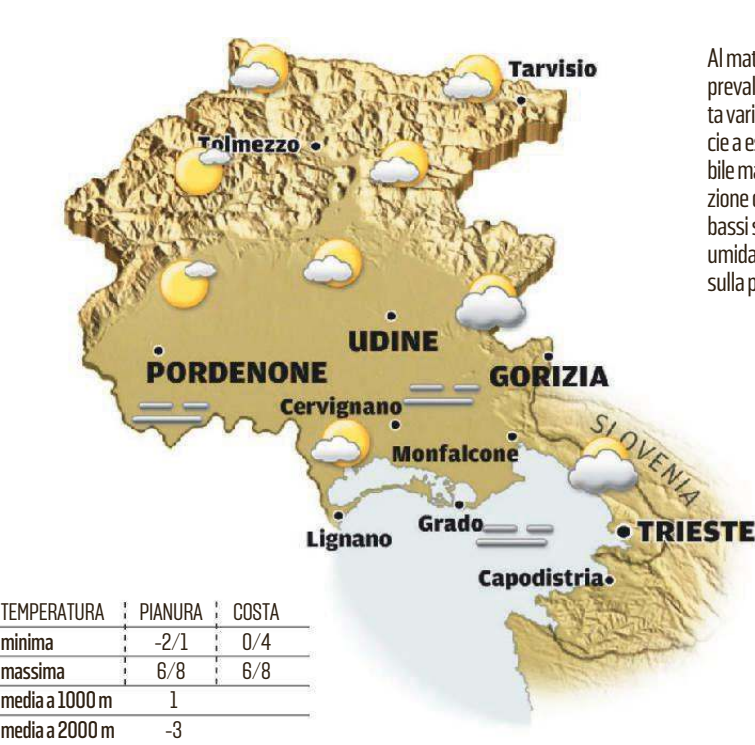 Tarvisio
Tolmezzo
UDINE
PORDENONE
GORIZIA
Cervignano
Monfalcone
SLOVENIA
Lignano
Grado
TRIESTE
Capodistria
Al mat
preval
ta vari
cie a es
bile ma
zione
bassi s
umida
sulla p
TEMPERATURA PIANURA COSTA
minima -2/1 0/4
massima 6/8 6/8
media a 1000 m 1
media a 2000 m -3